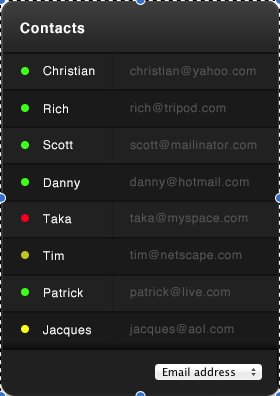 Contacts
Christian christian@yahoo.com
Rich rich@tripod.com
Scott scott@mailinator.com
Danny danny@hotmail.com
Taka taka@myspace.com
Tim tim@netscape.com
Patrick patrick@live.com
Jacques jacques@aol.com
Email address